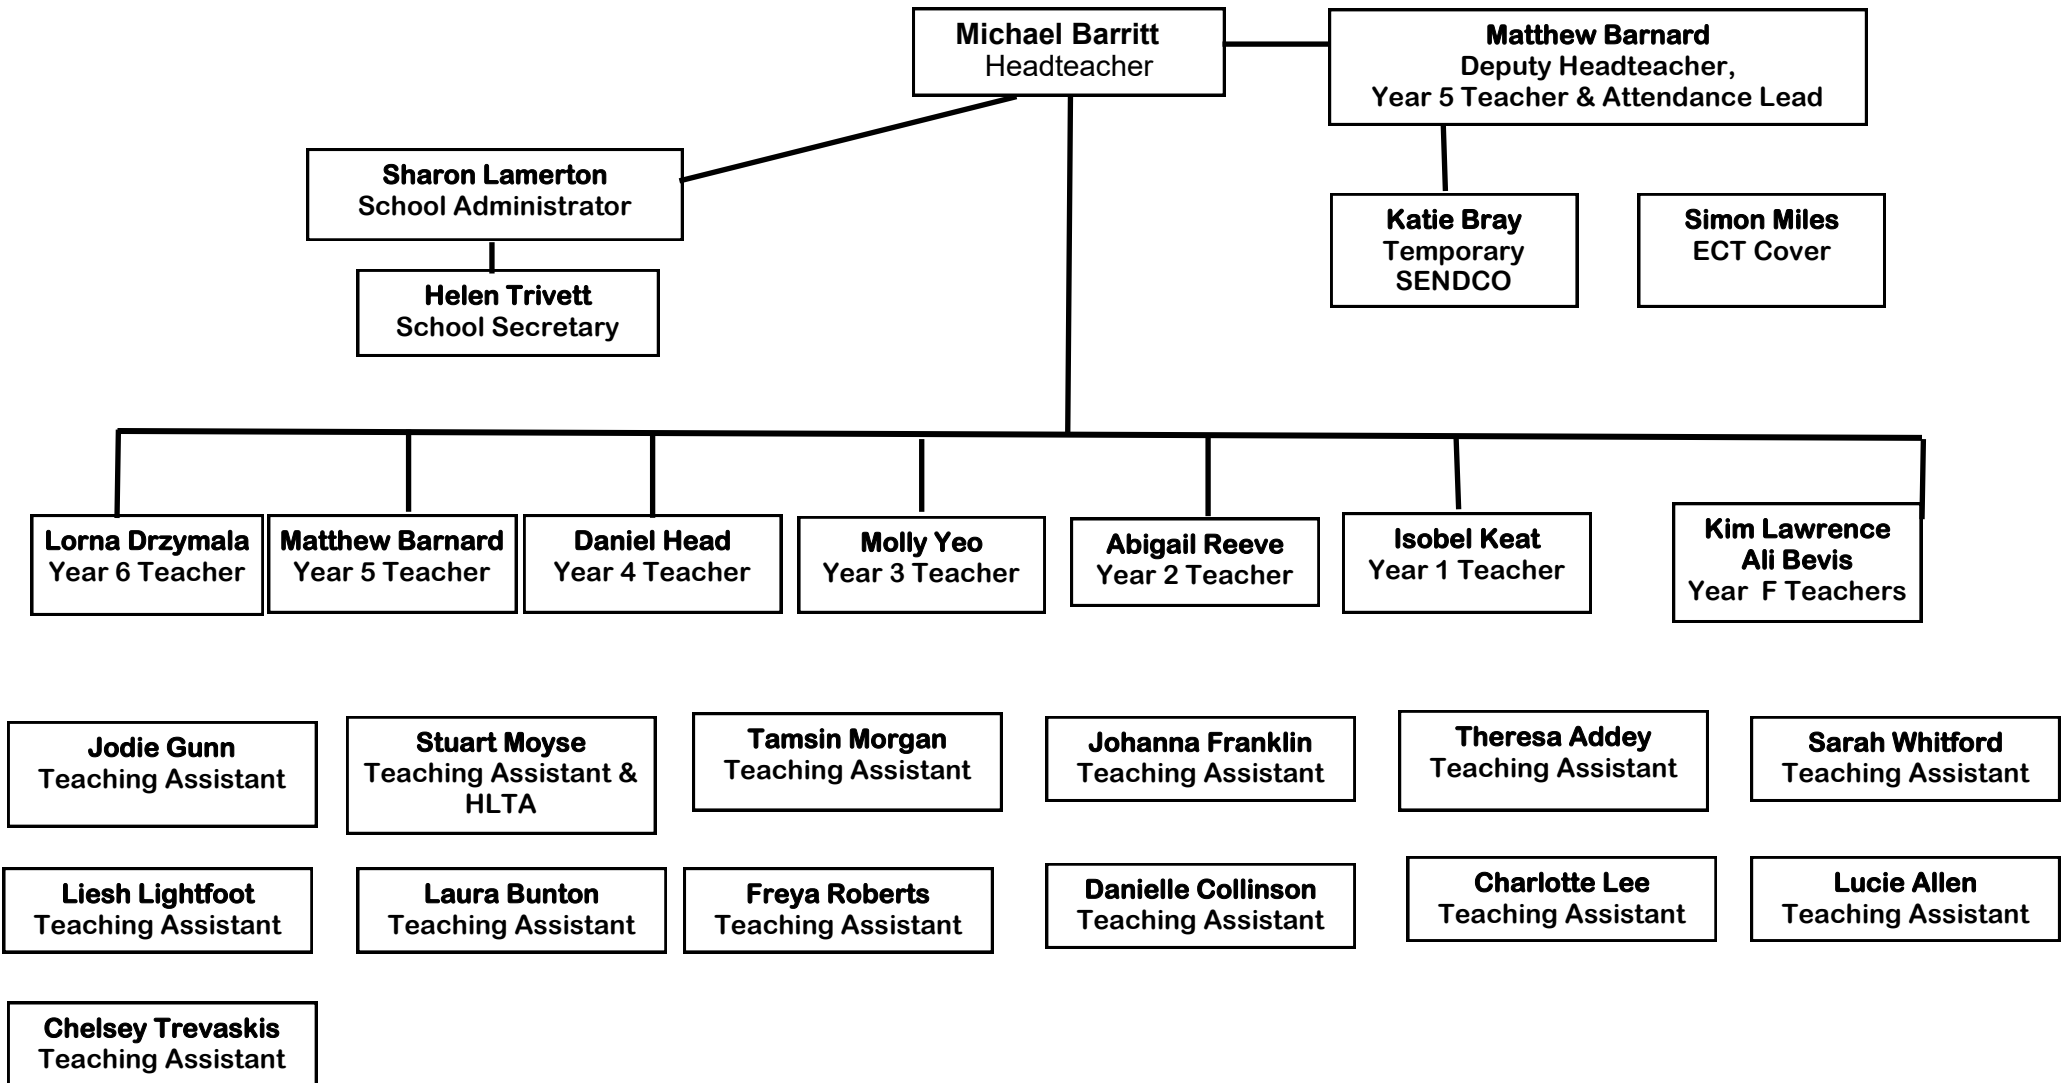 Michael Barritt
Headteacher
Matthew Barnard
Deputy Headteacher,
Year 5 Teacher & Attendance Lead
Sharon Lamerton
School Administrator
Helen Trivett
School Secretary
Katie Bray
Temporary
SENDCO
Simon Miles
ECT Cover
Lorna Drzymala
Year 6 Teacher
Matthew Barnard
Year 5 Teacher
Daniel Head
Year 4 Teacher
Molly Yeo
Year 3 Teacher
Abigail Reeve
Year 2 Teacher
Isobel Keat
Year 1 Teacher
Kim Lawrence
Ali Bevis
Year F Teachers
Jodie Gunn
Teaching Assistant
Stuart Moyse
Teaching Assistant &
HLTA
Tamsin Morgan
Teaching Assistant
Johanna Franklin
Teaching Assistant
Theresa Addey
Teaching Assistant
Sarah Whitford
Teaching Assistant
Liesh Lightfoot
Teaching Assistant
Laura Bunton
Teaching Assistant
Freya Roberts
Teaching Assistant
Danielle Collinson
Teaching Assistant
Charlotte Lee
Teaching Assistant
Lucie Allen
Teaching Assistant
Chelsey Trevaskis
Teaching Assistant